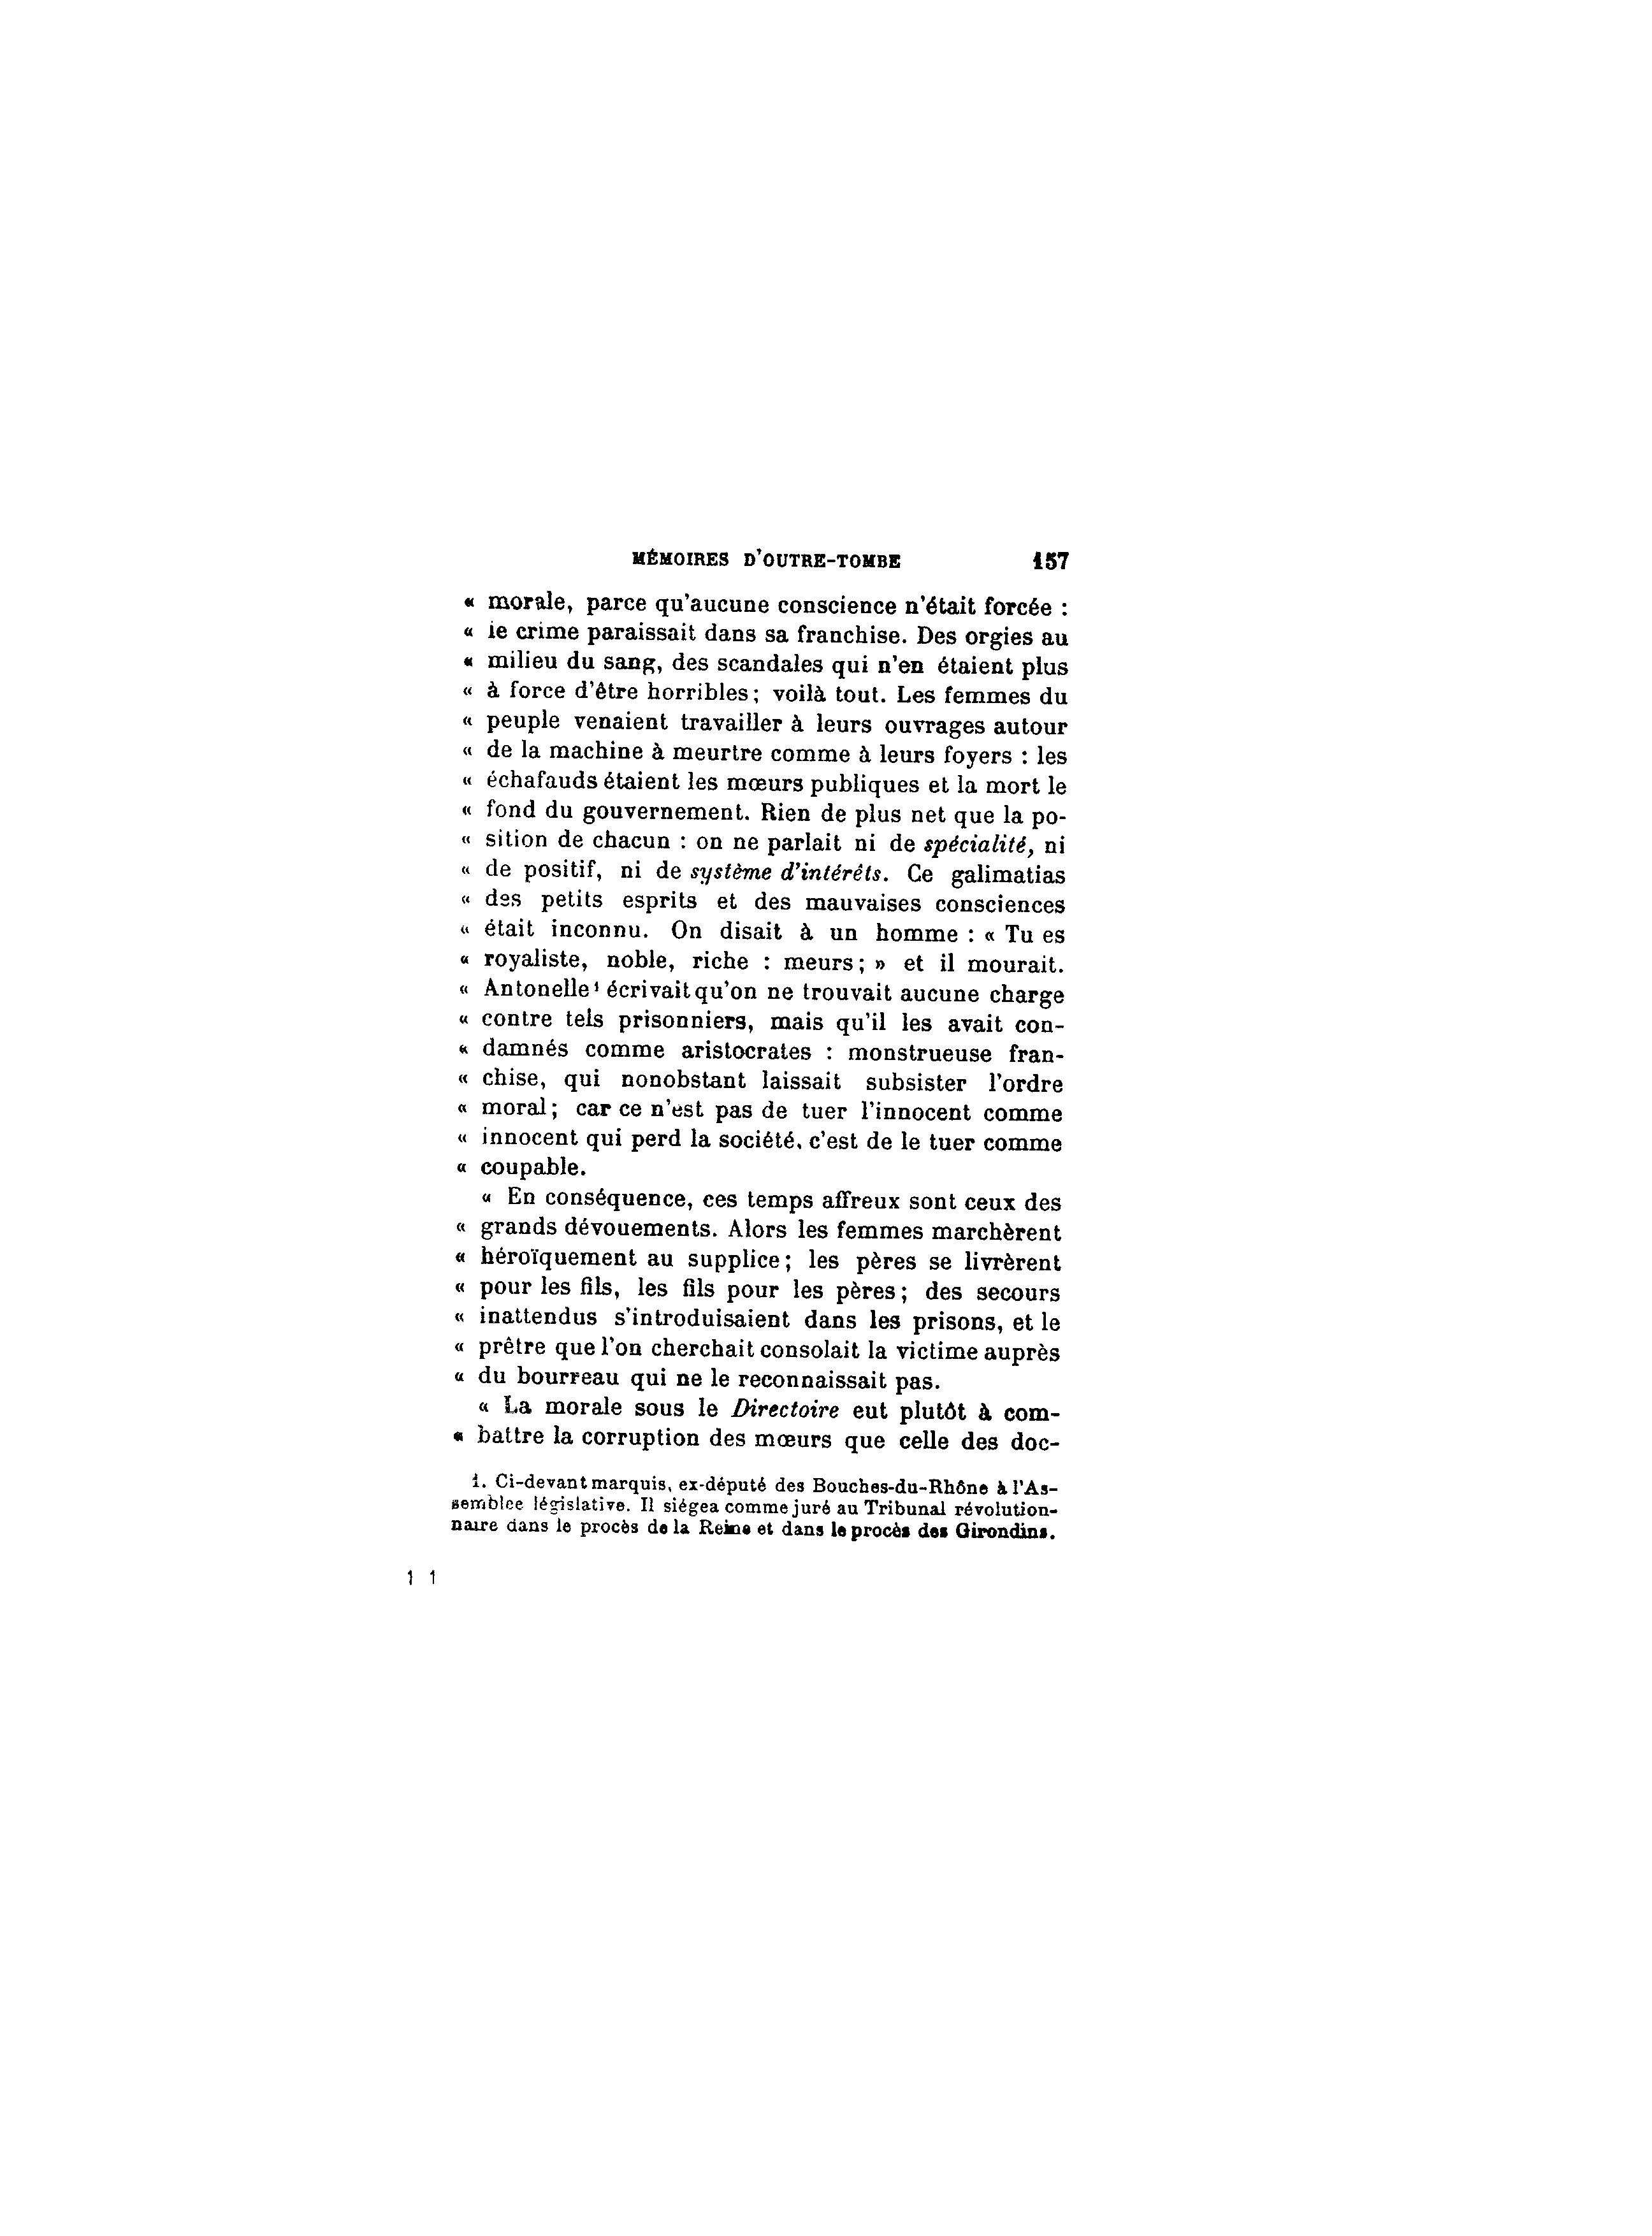 MÉMOIRES D'OUTRE-TOMBE 157
« morale, parce qu'aucune conscience n'était forcée :
« le crime paraissait dans sa franchise. Des orgies au
« milieu du sang, des scandales qui n'en étaient plus
« à force d'être horribles; voilà tout. Les femmes du
« peuple venaient travailler à leurs ouvrages autour
« de la machine à meurtre comme à leurs foyers : les
« échafauds étaient les mœurs publiques et la mort le
« fond du gouvernement. Rien de plus net que la po-
« sition de chacun : on ne parlait ni de spécialité, ni
« de positif, ni de système d'intérêts. Ce galimatias
« des petits esprits et des mauvaises consciences
« était inconnu. On disait à un homme : « Tu es
« royaliste, noble, riche : meurs; » et il mourait.
« Antonelle¹ écrivait qu'on ne trouvait aucune charge
« contre tels prisonniers, mais qu'il les avait con-
« damnés comme aristocrates : monstrueuse fran-
« chise, qui nonobstant laissait subsister l'ordre
« moral; car ce n'est pas de tuer l'innocent comme
« innocent qui perd la société, c'est de le tuer comme
« coupable.
« En conséquence, ces temps affreux sont ceux des
« grands dévouements. Alors les femmes marchèrent
« héroïquement au supplice; les pères se livrèrent
« pour les fils, les fils pour les pères; des secours
« inattendus s'introduisaient dans les prisons, et le
« prêtre que l'on cherchait consolait la victime auprès
« du bourreau qui ne le reconnaissait pas.
« La morale sous le Directoire eut plutôt à com-
« battre la corruption des mœurs que celle des doc-
1. Ci-devant marquis, ex-député des Bouches-du-Rhône à l'As-
semblée législative. Il siégea comme juré au Tribunal révolution-
naire dans le procès de la Reine et dans le procès des Girondins.
1 1